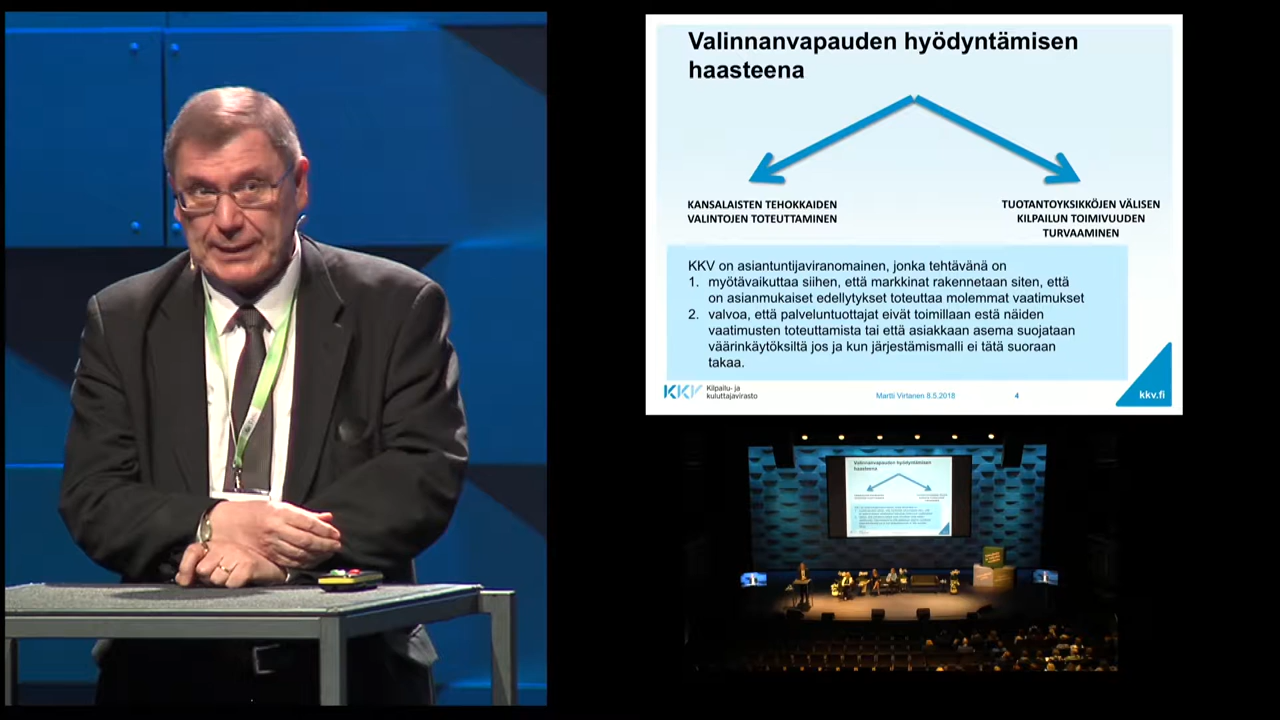 Valinnanvapauden hyödyntämisen
haasteena
KANSALAISTEN TEHOKKAIDEN
VALINTOJEN TOTEUTTAMINEN
TUOTANTOYKSIKKÖJEN VÄLISEN
KILPAILUN TOIMIVUUDEN
TURVAAMINEN
KKV on asiantuntijaviranomainen, jonka tehtävänä on
1. myötävaikuttaa siihen, että markkinat rakennetaan siten, että
on asianmukaiset edellytykset toteuttaa molemmat vaatimukset
2. valvoa, että palveluntuottajat eivät toimillaan estä näiden
vaatimusten toteuttamista tai että asiakkaan asema suojataan
väärinkäytöksiltä jos ja kun järjestämismalli ei tätä suoraan
takaa.
KKV Kilpailu- ja
kuluttajavirasto
Martti Virtanen 8.5.2018
4
kkv.fi
Valinnanvapauden hyödyntämisen
haasteena